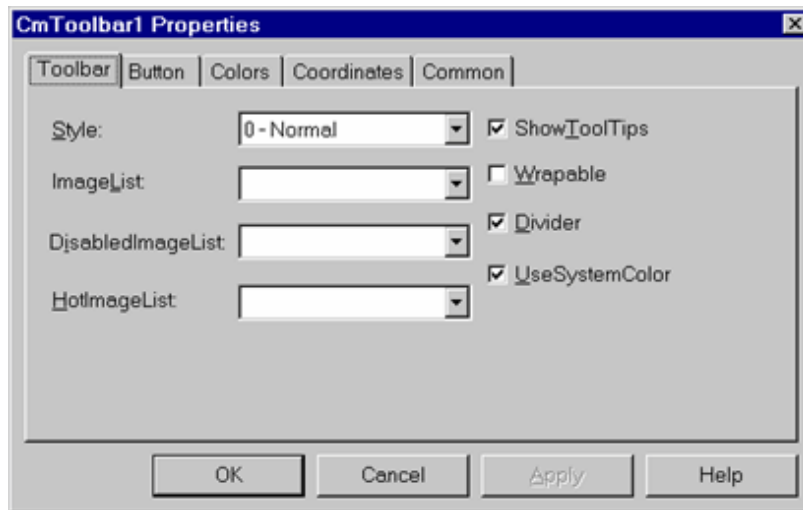 CmToolbar1 Properties
Toolbar Button Colors Coordinates Common
Style: 0 - Normal ShowToolTips
ImageList: Wrapable
DisabledImageList: Divider
HotImageList: UseSystemColor
OK Cancel Apply Help